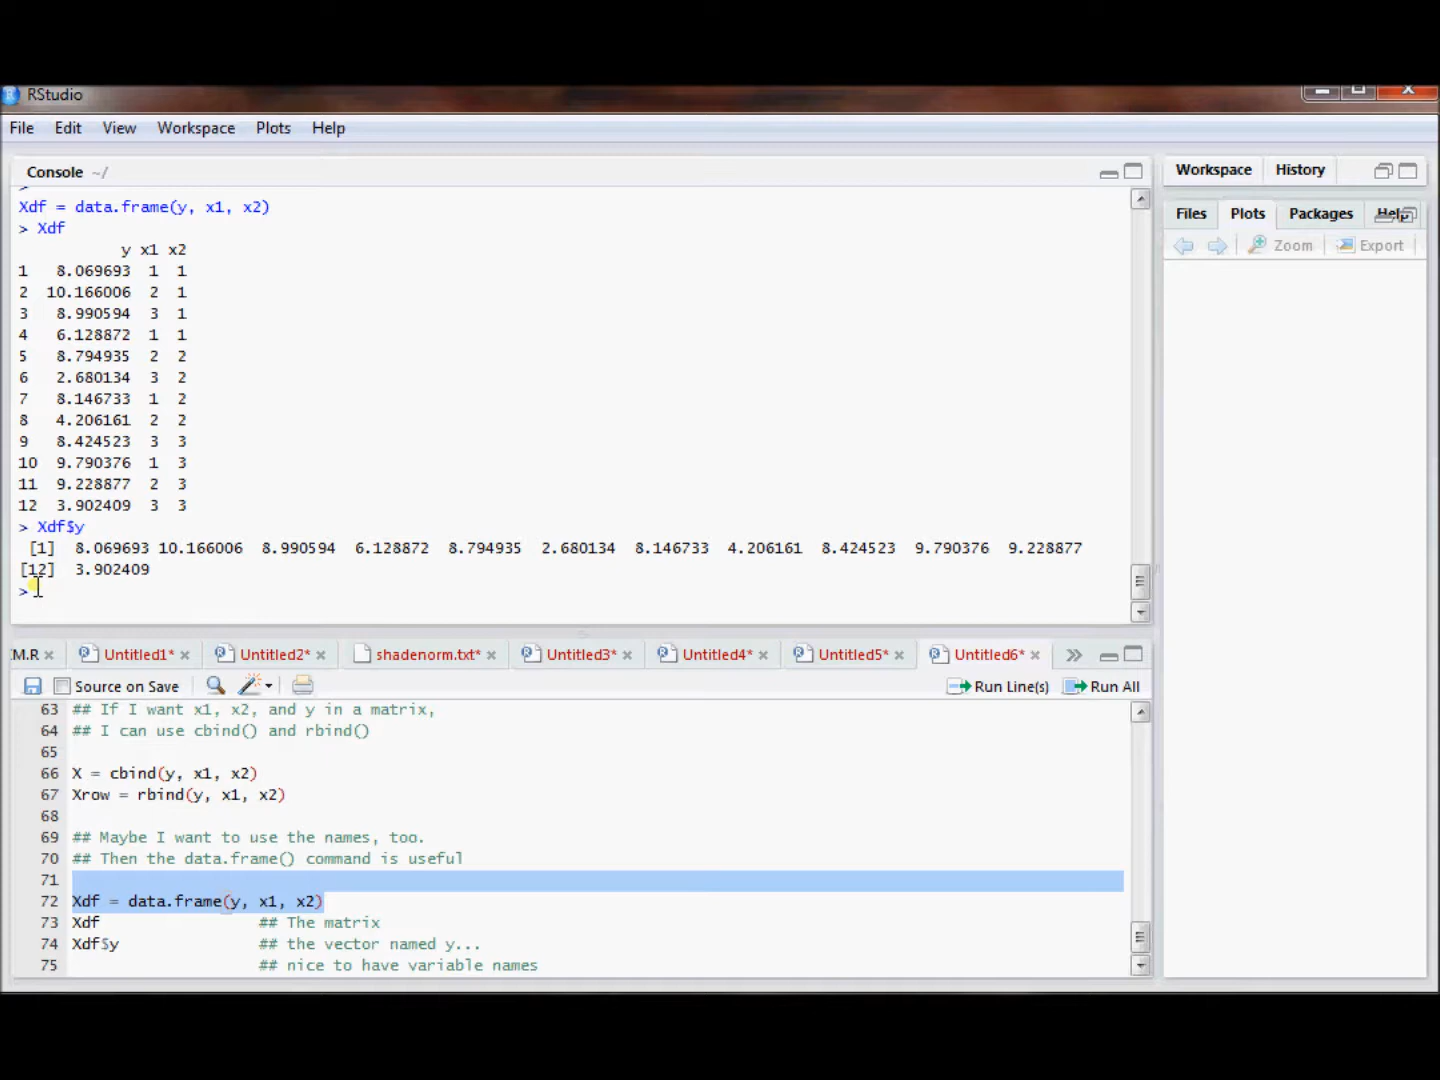 RStudio
File Edit View Workspace Plots Help
Console ~/
Xdf = data.frame(y, x1, x2)
> Xdf
y x1 x2
1 8.069693 1 1
2 10.166006 2 1
3 8.990594 3 1
4 6.128872 1 1
5 8.794935 2 2
6 2.680134 3 2
7 8.146733 1 2
8 4.206161 2 2
9 8.424523 3 3
10 9.790376 1 3
11 9.228877 2 3
12 3.902409 3 3
> Xdf$y
[1] 8.069693 10.166006 8.990594 6.128872 8.794935 2.680134 8.146733 4.206161 8.424523 9.790376 9.228877
[12] 3.902409
>
Workspace History
Files Plots Packages Help
Zoom Export
M.R Untitled1* Untitled2* shadenorm.txt* Untitled3* Untitled4* Untitled5* Untitled6*
Source on Save Run Line(s) Run All
63 ## If I want x1, x2, and y in a matrix,
64 ## I can use cbind() and rbind()
65
66 X = cbind(y, x1, x2)
67 Xrow = rbind(y, x1, x2)
68
69 ## Maybe I want to use the names, too.
70 ## Then the data.frame() command is useful
71
72 Xdf = data.frame(y, x1, x2)
73 Xdf ## The matrix
74 Xdf$y ## the vector named y...
75 ## nice to have variable names